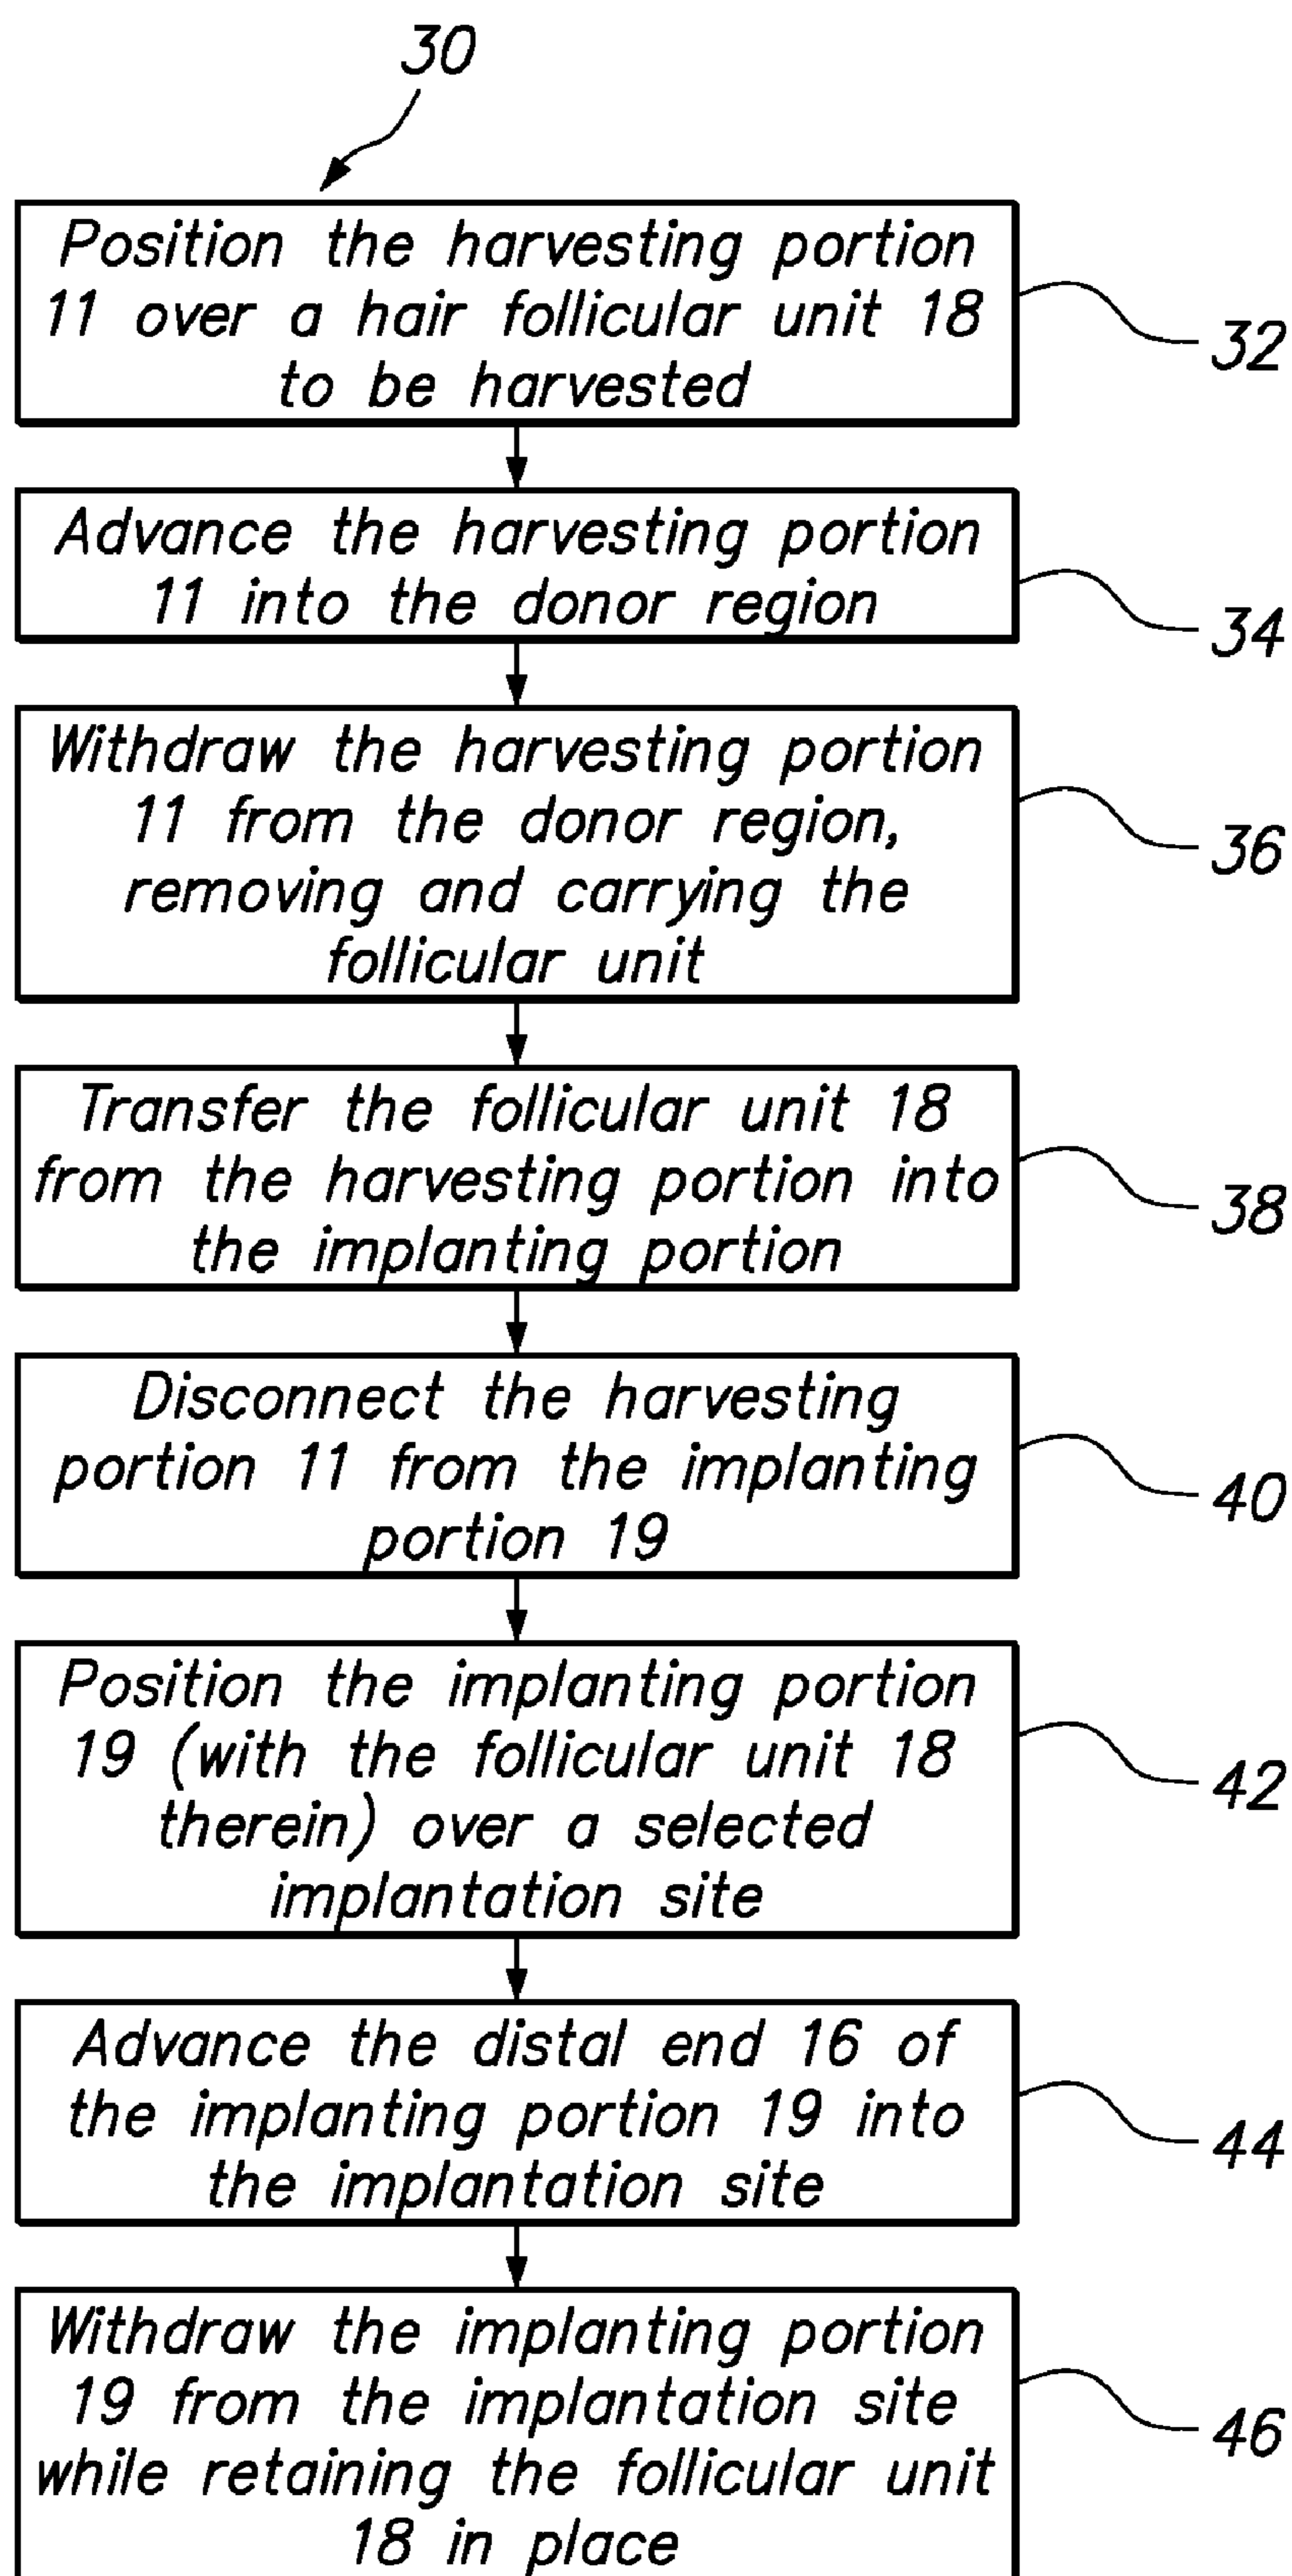 30
Position the harvesting portion
11 over a hair follicular unit 18
to be harvested
32
Advance the harvesting portion
11 into the donor region
34
Withdraw the harvesting portion
11 from the donor region,
removing and carrying the
follicular unit
36
Transfer the follicular unit 18
from the harvesting portion into
the implanting portion
38
Disconnect the harvesting
portion 11 from the implanting
portion 19
40
Position the implanting portion
19 (with the follicular unit 18
therein) over a selected
implantation site
42
Advance the distal end 16 of
the implanting portion 19 into
the implantation site
44
Withdraw the implanting portion
19 from the implantation site
while retaining the follicular unit
18 in place
46